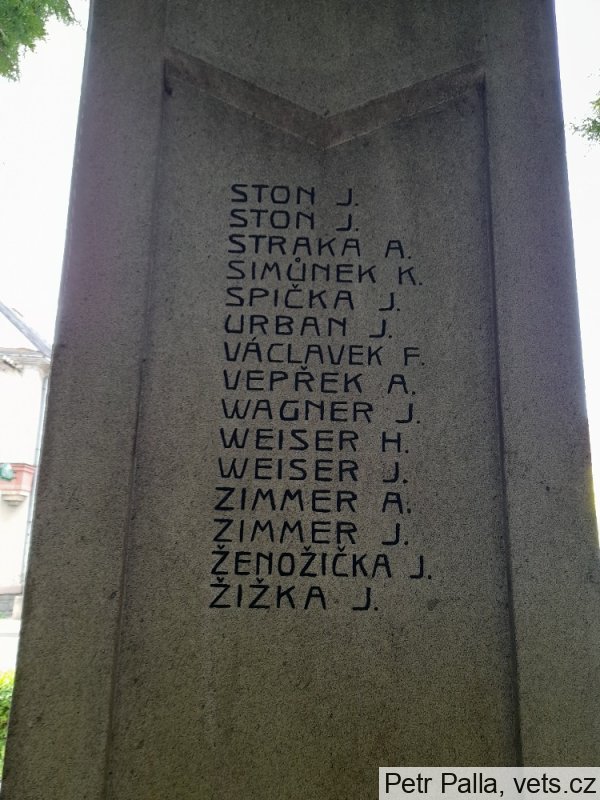 STON J.
STON J.
STRAKA A.
SIMŮNEK K.
SPIČKA J.
URBAN J.
VÁCLAVEK F.
VEPŘEK A.
WAGNER J.
WEISER H.
WEISER J.
ZIMMER A.
ZIMMER J.
ŽENOŽIČKA J.
ŽIŽKA J.
Petr Palla, vets.cz